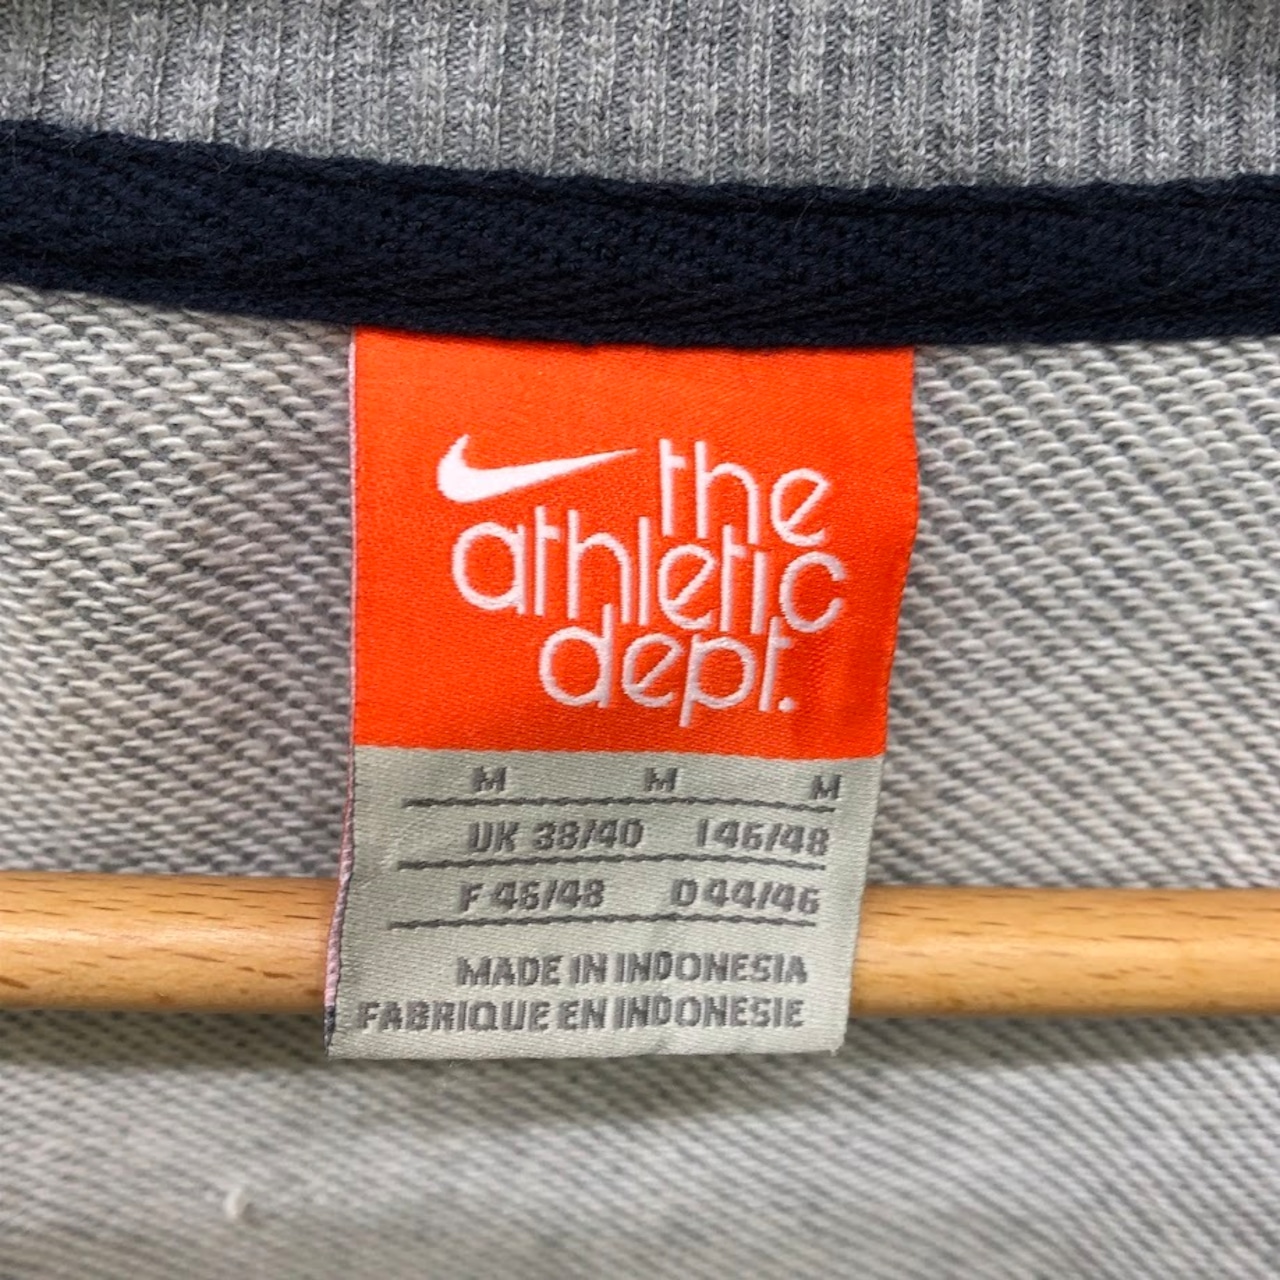 the
athletic
dept.
M M M
UK 38/40 I 46/48
F 46/48 D 44/46
MADE IN INDONESIA
FABRIQUE EN INDONESIE